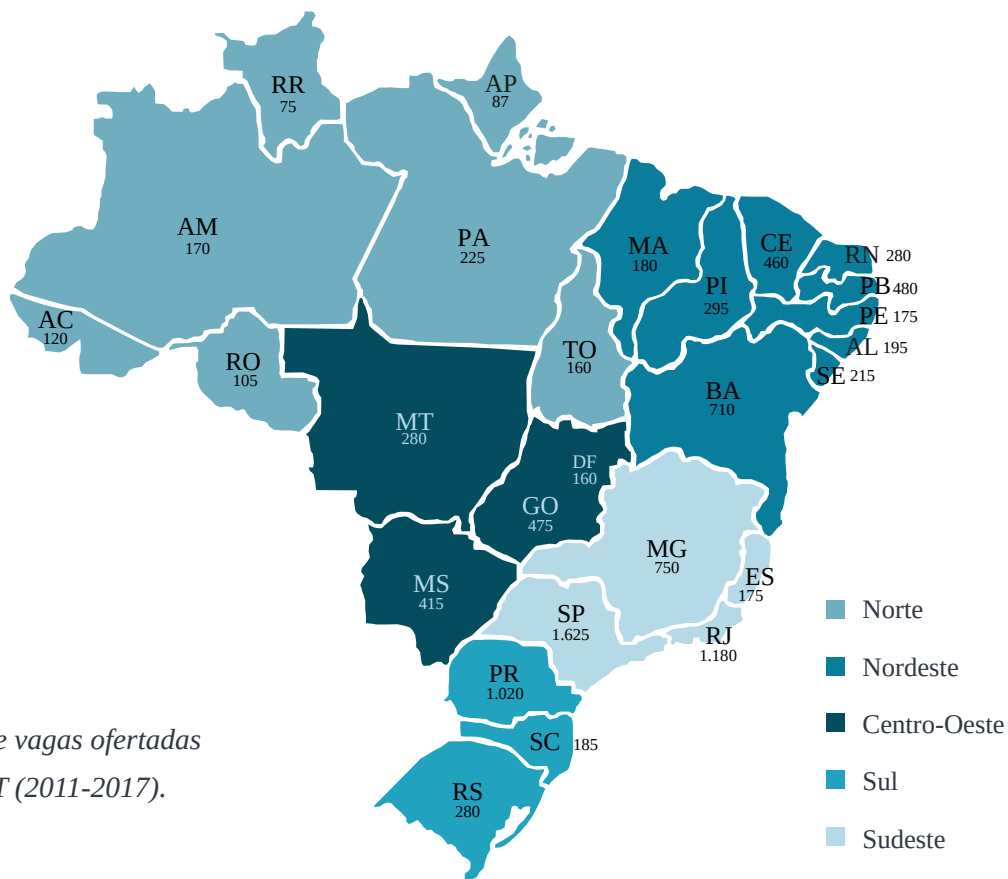 RR
75
AP
87
AM
170
PA
225
MA
180
CE
460
RN 280
PI
295
PB 480
PE 175
AC
120
RO
105
TO
160
AL 195
SE 215
BA
710
MT
280
DF
160
GO
475
MG
750
MS
415
ES
175
SP
1.625
RJ
1.180
PR
1.020
SC 185
RS
280
Norte
Nordeste
Centro-Oeste
Sul
Sudeste
e vagas ofertadas
T (2011-2017).